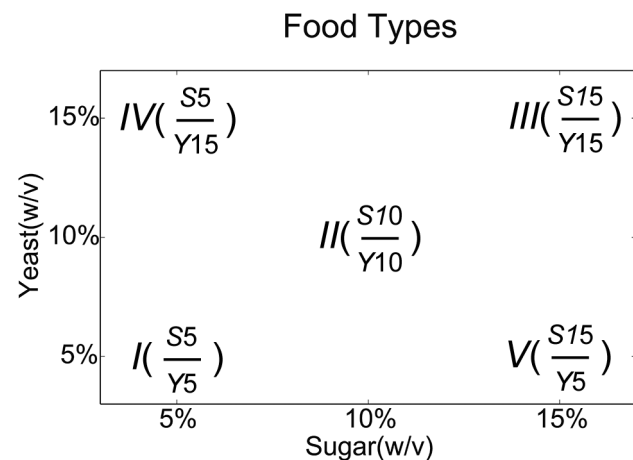 Food Types
Yeast(w/v)
15%
10%
5%
IV( S5 / Y15 )
III( S15 / Y15 )
II( S10 / Y10 )
I( S5 / Y5 )
V( S15 / Y5 )
5% 10% 15%
Sugar(w/v)